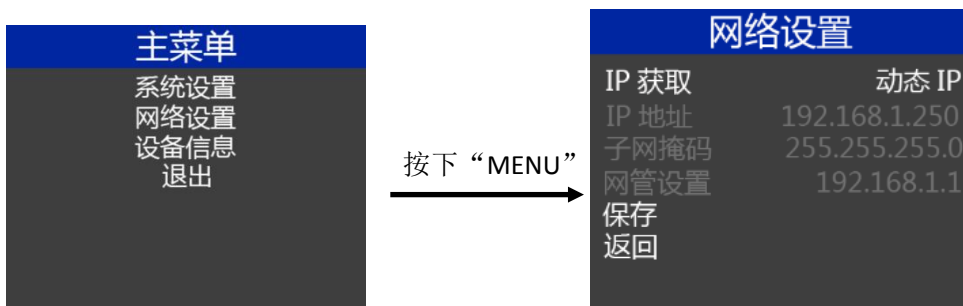 主菜单
系统设置
网络设置
设备信息
退出
按下“MENU”
网络设置
IP 获取 动态 IP
IP 地址 192.168.1.250
子网掩码 255.255.255.0
网管设置 192.168.1.1
保存
返回